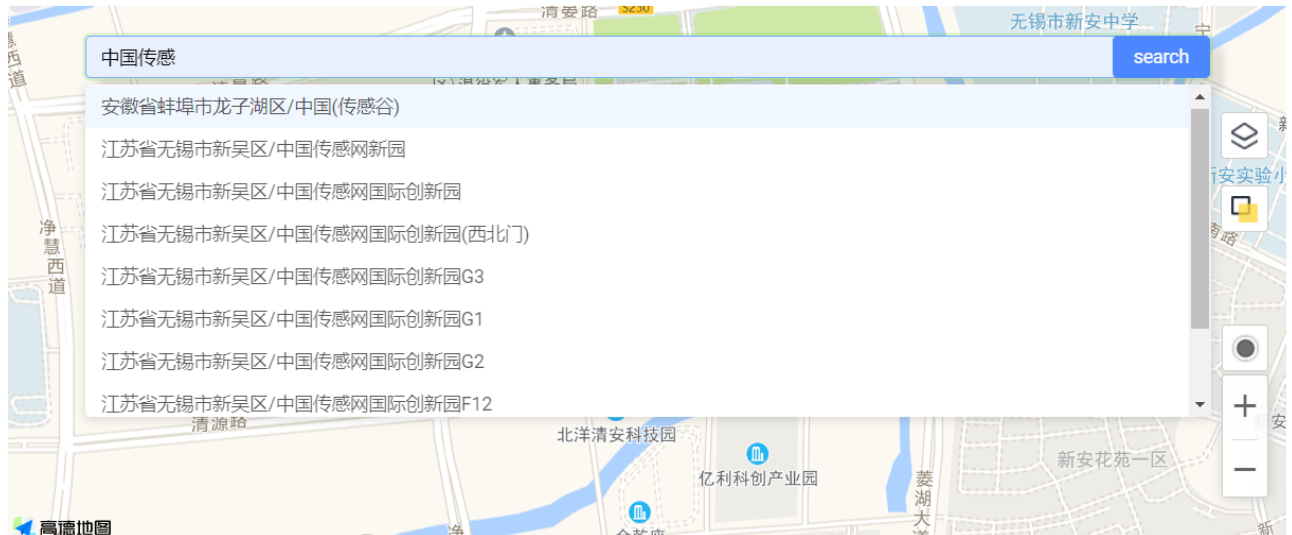 清晏路
S230
无锡市新安中学
中国传感
search
安徽省蚌埠市龙子湖区/中国(传感谷)
江苏省无锡市新吴区/中国传感网新园
江苏省无锡市新吴区/中国传感网国际创新园
江苏省无锡市新吴区/中国传感网国际创新园(西北门)
江苏省无锡市新吴区/中国传感网国际创新园G3
江苏省无锡市新吴区/中国传感网国际创新园G1
江苏省无锡市新吴区/中国传感网国际创新园G2
江苏省无锡市新吴区/中国传感网国际创新园F12
净慧西道
清源路
北洋清安科技园
亿利科创产业园
新安花苑一区
菱湖大
高德地图
净
新